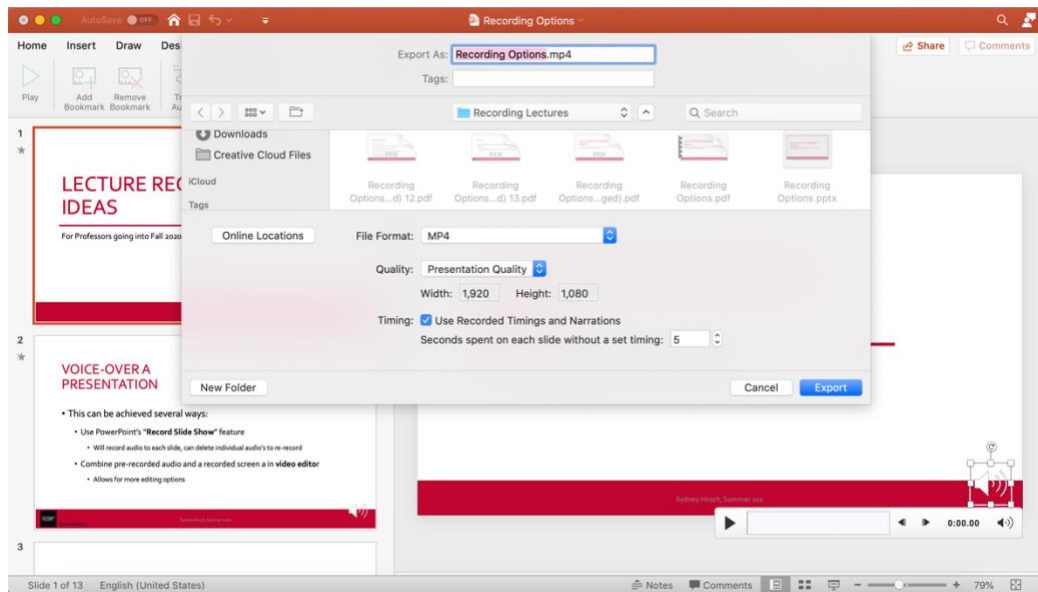 AutoSave OFF
Recording Options
Home Insert Draw Des
Share Comments
Play
Add Bookmark
Remove Bookmark
Export As: Recording Options.mp4
Tags:
Recording Lectures
Search
Downloads
Creative Cloud Files
iCloud
Tags
Recording Options...d) 12.pdf
Recording Options...d) 13.pdf
Recording Options...ged).pdf
Recording Options.pdf
Recording Options.pptx
Online Locations
File Format: MP4
Quality: Presentation Quality
Width: 1,920 Height: 1,080
Timing: Use Recorded Timings and Narrations
Seconds spent on each slide without a set timing: 5
New Folder
Cancel Export
1
LECTURE REC
IDEAS
For Professors going into Fall 2020
2
VOICE-OVER A
PRESENTATION
• This can be achieved several ways:
• Use PowerPoint's "Record Slide Show" feature
• Will record audio to each slide, can delete individual audio's to re-record
• Combine pre-recorded audio and a recorded screen a in video editor
• Allows for more editing options
3
0:00.00
Slide 1 of 13 English (United States)
Notes Comments
79%